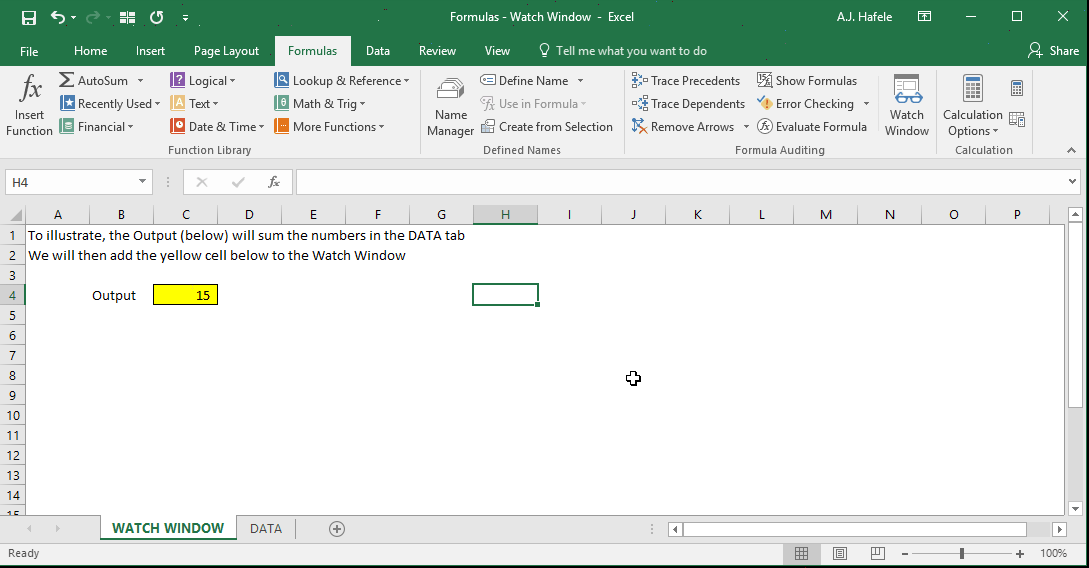 Formulas - Watch Window - Excel
A.J. Hafele
File Home Insert Page Layout Formulas Data Review View Tell me what you want to do Share
fx
Insert Function
AutoSum
Recently Used
Financial
Logical
Text
Date & Time
Lookup & Reference
Math & Trig
More Functions
Function Library
Name Manager
Define Name
Use in Formula
Create from Selection
Defined Names
Trace Precedents
Trace Dependents
Remove Arrows
Show Formulas
Error Checking
Evaluate Formula
Formula Auditing
Watch Window
Calculation Options
Calculation
H4
fx
A B C D E F G H I J K L M N O P
1 To illustrate, the Output (below) will sum the numbers in the DATA tab
2 We will then add the yellow cell below to the Watch Window
3
4 Output 15
5
6
7
8
9
10
11
12
13
14
15
WATCH WINDOW DATA
Ready
100%